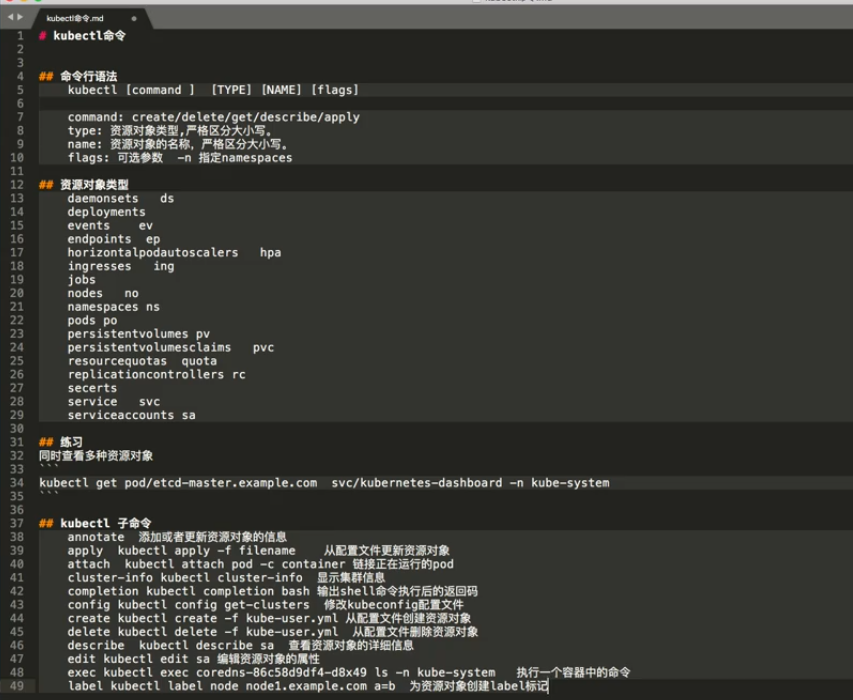 kubectl命令.md
1 # kubectl命令
2
3
4 ## 命令行语法
5 kubectl [command ] [TYPE] [NAME] [flags]
6
7 command: create/delete/get/describe/apply
8 type: 资源对象类型,严格区分大小写。
9 name: 资源对象的名称, 严格区分大小写。
10 flags: 可选参数 -n 指定namespaces
11
12 ## 资源对象类型
13 daemonsets ds
14 deployments
15 events ev
16 endpoints ep
17 horizontalpodautoscalers hpa
18 ingresses ing
19 jobs
20 nodes no
21 namespaces ns
22 pods po
23 persistentvolumes pv
24 persistentvolumesclaims pvc
25 resourcequotas quota
26 replicationcontrollers rc
27 secerts
28 service svc
29 serviceaccounts sa
30
31 ## 练习
32 同时查看多种资源对象
33 ```
34 kubectl get pod/etcd-master.example.com svc/kubernetes-dashboard -n kube-system
35 ```
36
37 ## kubectl 子命令
38 annotate 添加或者更新资源对象的信息
39 apply kubectl apply -f filename 从配置文件更新资源对象
40 attach kubectl attach pod -c container 链接正在运行的pod
41 cluster-info kubectl cluster-info 显示集群信息
42 completion kubectl completion bash 输出shell命令执行后的返回码
43 config kubectl config get-clusters 修改kubeconfig配置文件
44 create kubectl create -f kube-user.yml 从配置文件创建资源对象
45 delete kubectl delete -f kube-user.yml 从配置文件删除资源对象
46 describe kubectl describe sa 查看资源对象的详细信息
47 edit kubectl edit sa 编辑资源对象的属性
48 exec kubectl exec coredns-86c58d9df4-d8x49 ls -n kube-system 执行一个容器中的命令
49 label kubectl label node node1.example.com a=b 为资源对象创建label标记